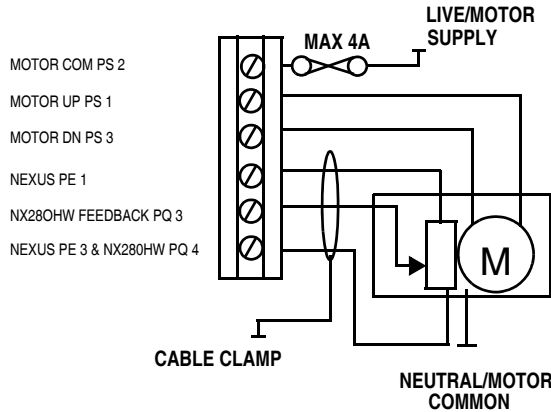 LIVE/MOTOR
SUPPLY
MAX 4A
MOTOR COM PS 2
MOTOR UP PS 1
MOTOR DN PS 3
NEXUS PE 1
NX28OHW FEEDBACK PQ 3
NEXUS PE 3 & NX280HW PQ 4
M
CABLE CLAMP
NEUTRAL/MOTOR
COMMON